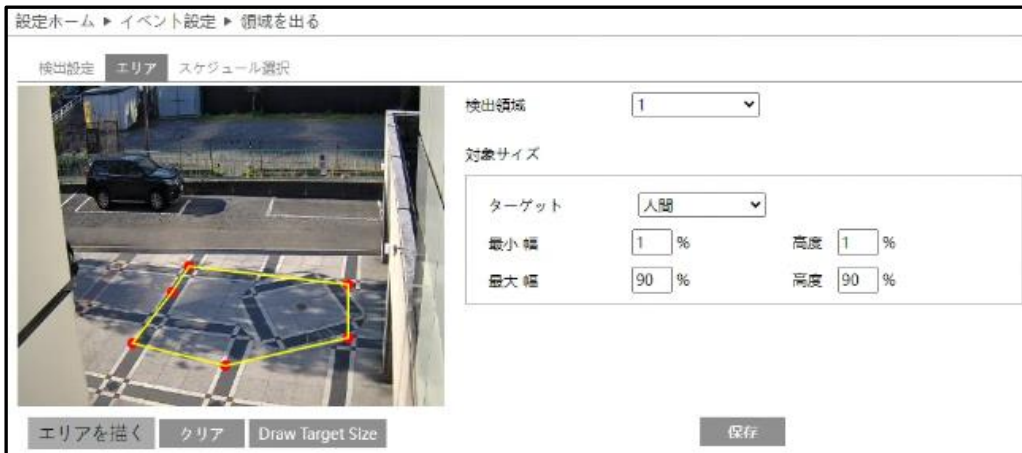 設定ホーム ▶ イベント設定 ▶ 領域を出る
検出設定 エリア スケジュール選択
検出領域 1
対象サイズ
ターゲット 人間
最小 幅 1 % 高度 1 %
最大 幅 90 % 高度 90 %
エリアを描く クリア Draw Target Size 保存